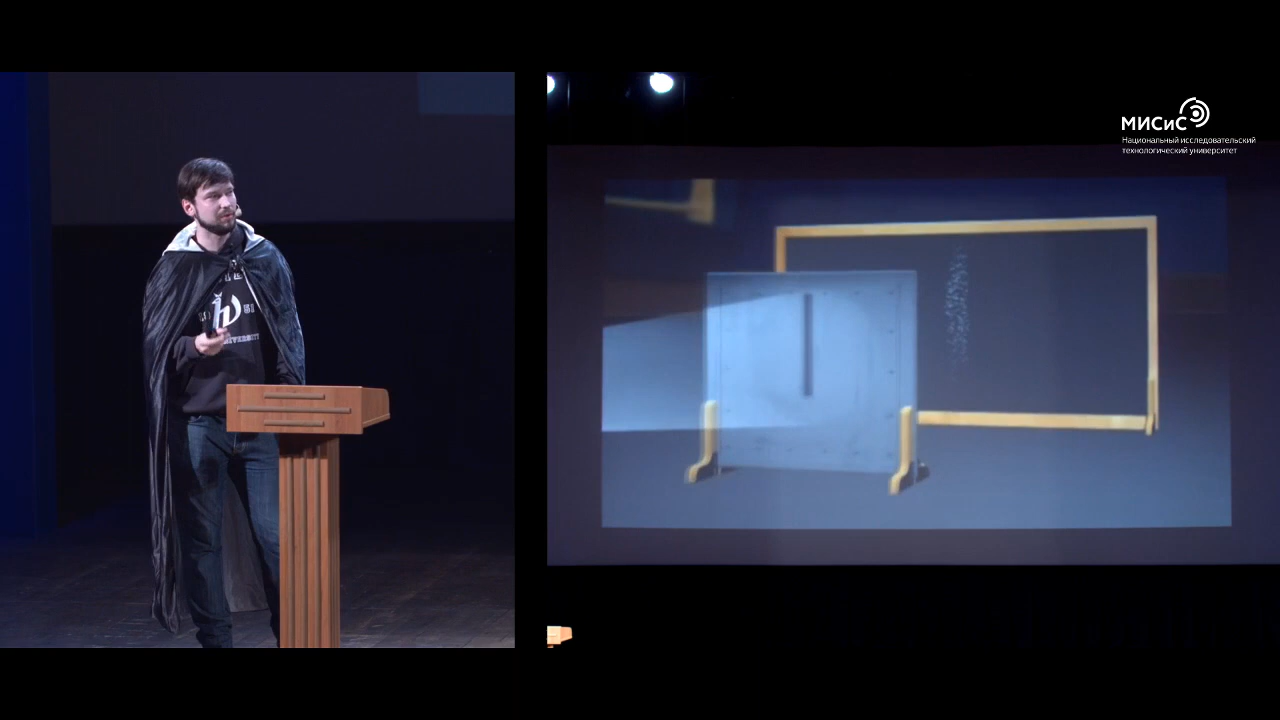 МИСиС
Национальный исследовательский
технологический университет